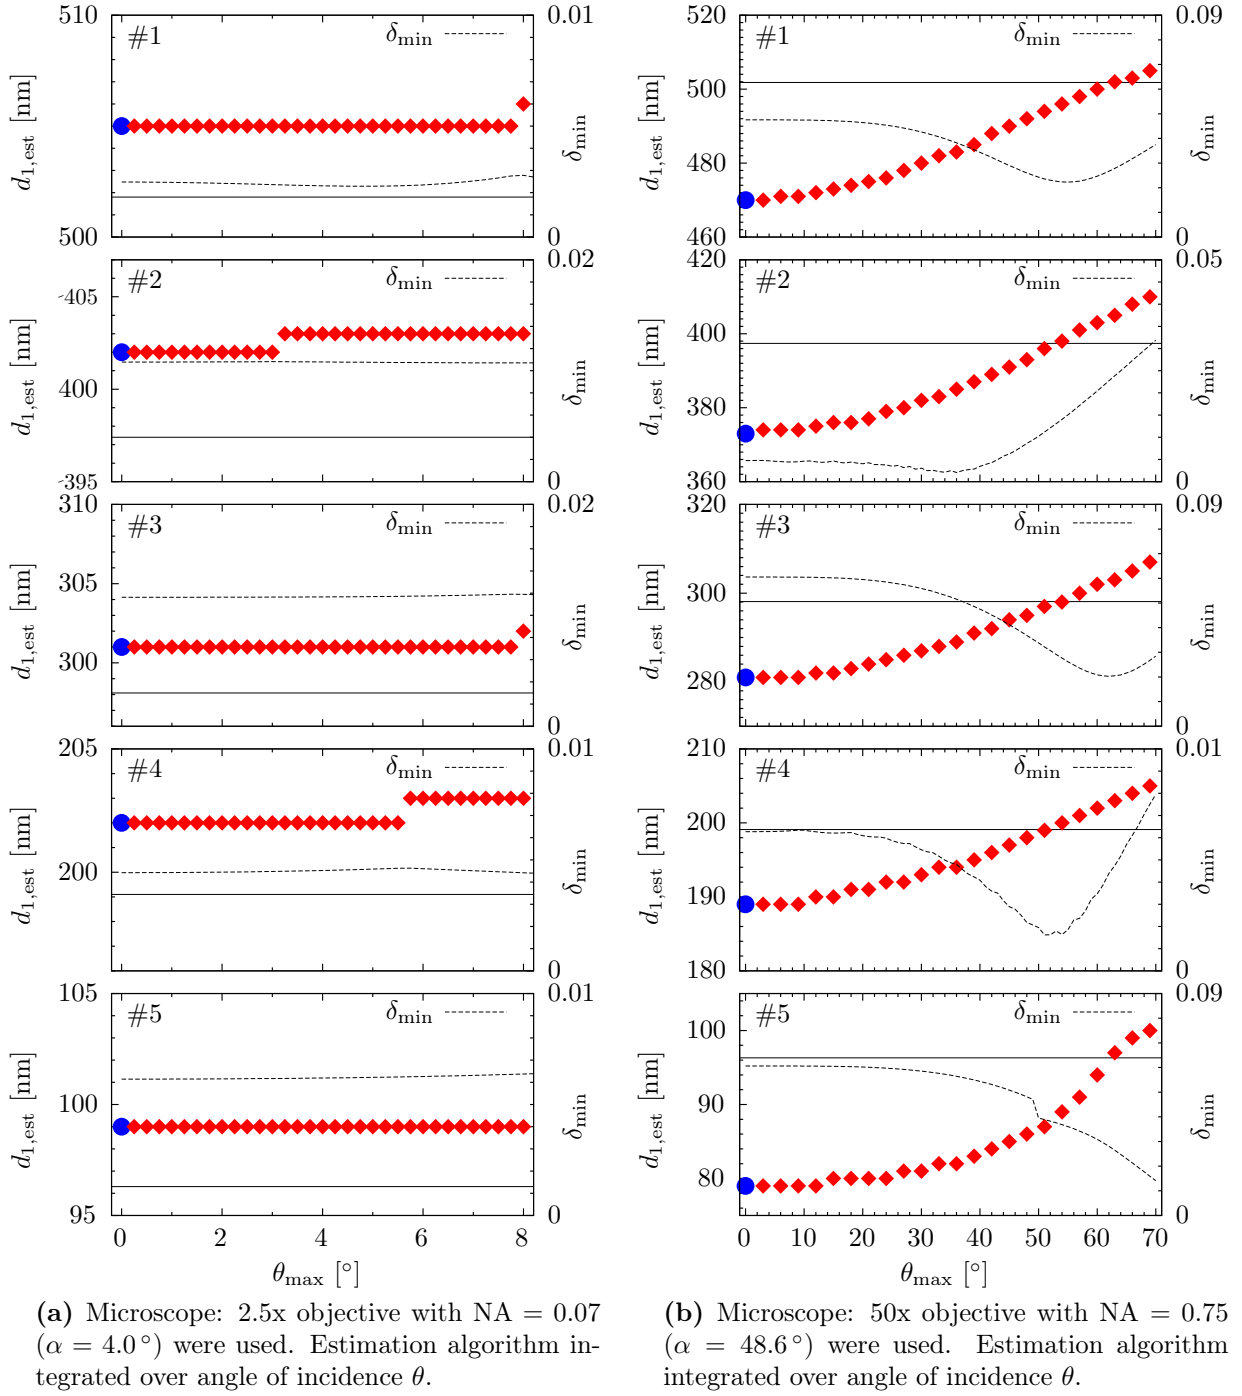 510
0.01
#1
δmin
d1,est [nm]
δmin
500
0
0.02
#2
δmin
405
400
d1,est [nm]
δmin
395
0
310
0.02
#3
δmin
305
300
d1,est [nm]
δmin
0
205
0.01
#4
δmin
200
d1,est [nm]
δmin
0
105
0.01
#5
δmin
100
d1,est [nm]
δmin
95
0
0 2 4 6 8
θmax [°]
(a) Microscope: 2.5x objective with NA = 0.07
(α = 4.0°) were used. Estimation algorithm in-
tegrated over angle of incidence θ.
520
0.09
#1
δmin
500
480
d1,est [nm]
δmin
460
0
420
0.05
#2
δmin
400
380
d1,est [nm]
δmin
360
0
320
0.09
#3
δmin
300
280
d1,est [nm]
δmin
0
210
0.01
#4
δmin
200
190
d1,est [nm]
δmin
180
0
0.09
#5
δmin
100
90
80
d1,est [nm]
δmin
0
0 10 20 30 40 50 60 70
θmax [°]
(b) Microscope: 50x objective with NA = 0.75
(α = 48.6°) were used. Estimation algorithm
integrated over angle of incidence θ.